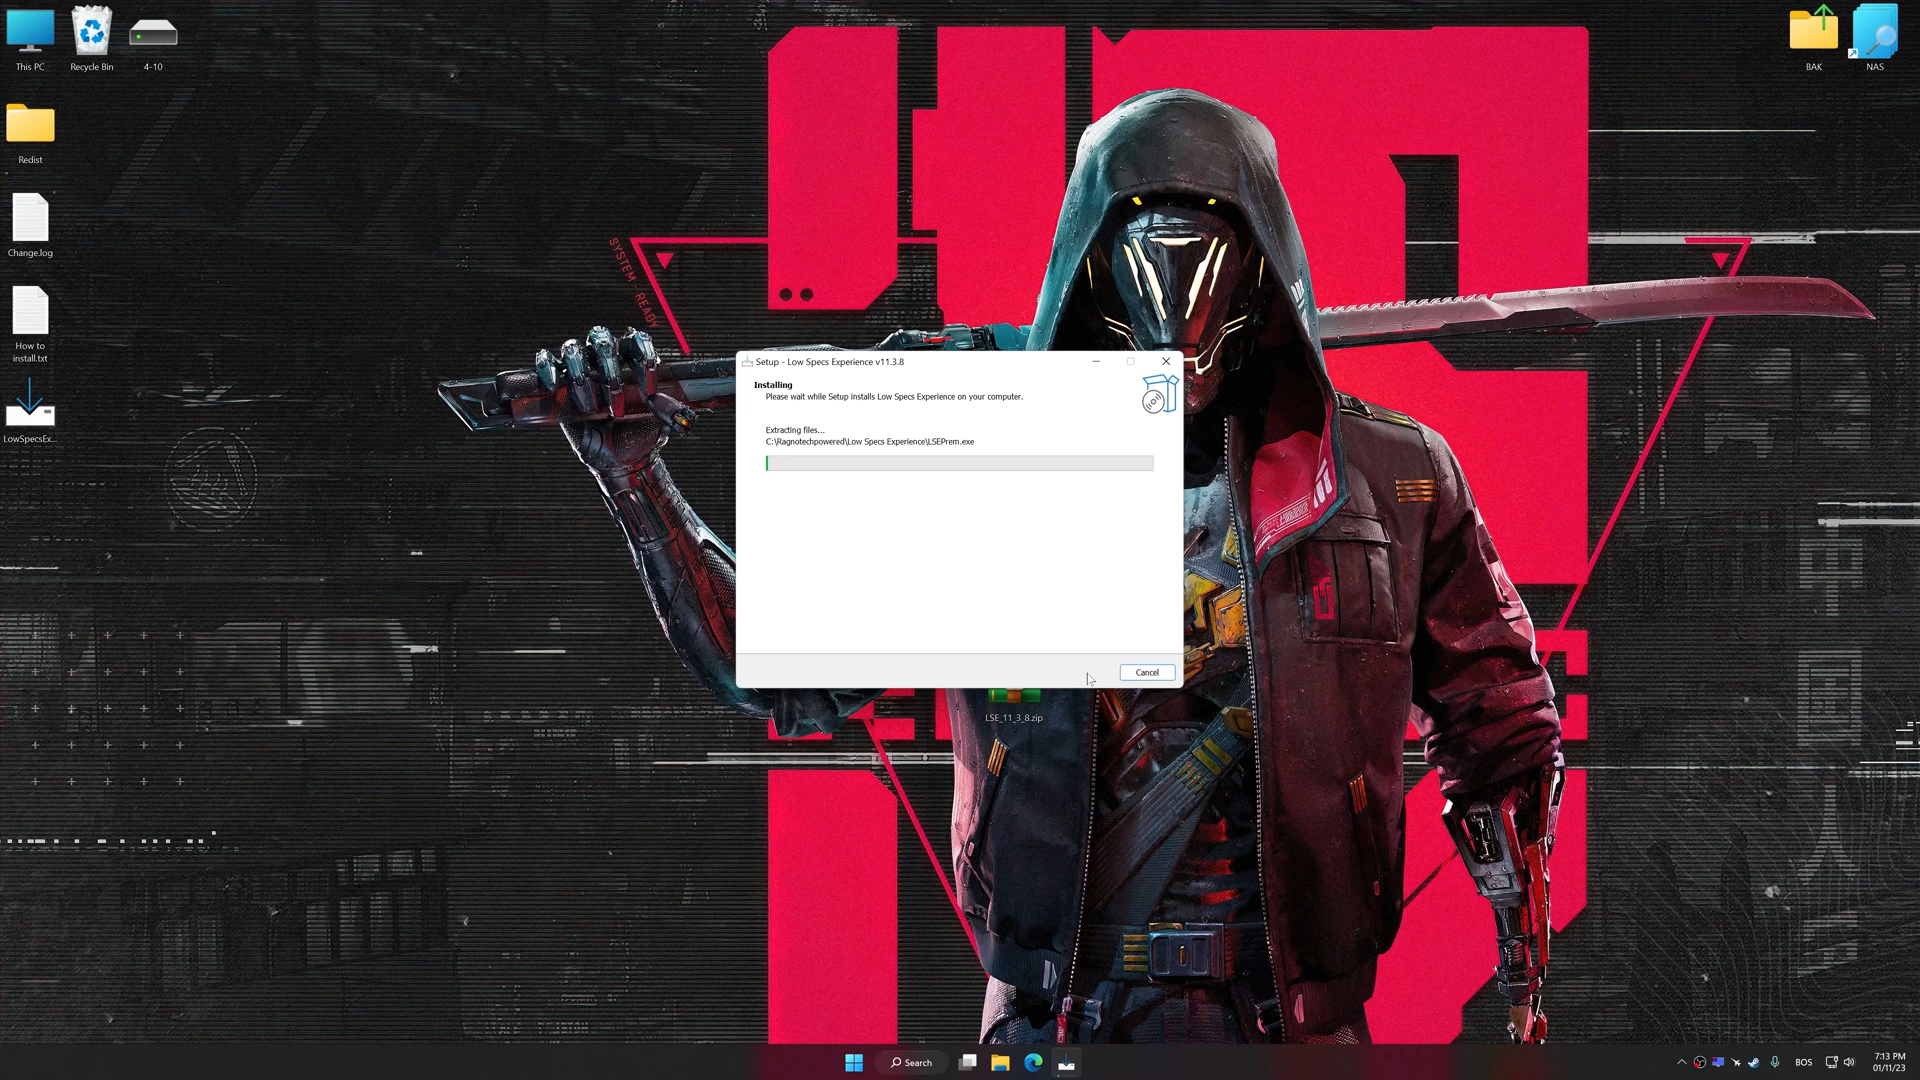 This PC
Recycle Bin
4-10
BAK
NAS
Redist
Change.log
How to
install.txt
LowSpecsEx...
SYSTEM READY
Setup - Low Specs Experience v11.3.8
Installing
Please wait while Setup installs Low Specs Experience on your computer.
Extracting files...
C:\Ragnotechpowered\Low Specs Experience\LSEPrem.exe
Cancel
LSE_11_3_8.zip
Search
BOS
7:13 PM
01/11/23